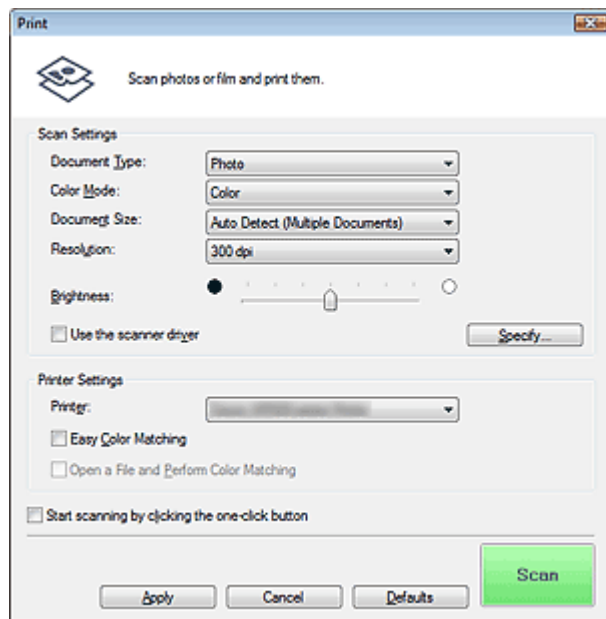 Print
Scan photos or film and print them.
Scan Settings
Document Type: Photo
Color Mode: Color
Document Size: Auto Detect (Multiple Documents)
Resolution: 300 dpi
Brightness:
Use the scanner driver Specify...
Printer Settings
Printer:
Easy Color Matching
Open a File and Perform Color Matching
Start scanning by clicking the one-click button
Scan
Apply Cancel Defaults